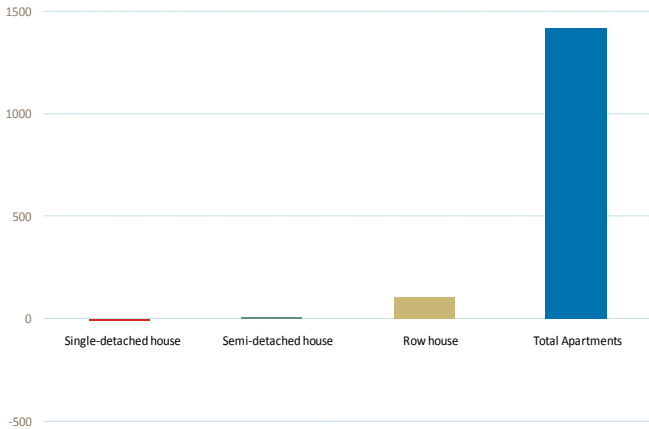 1500
1000
500
0
Single-detached house
Semi-detached house
Row house
Total Apartments
-500